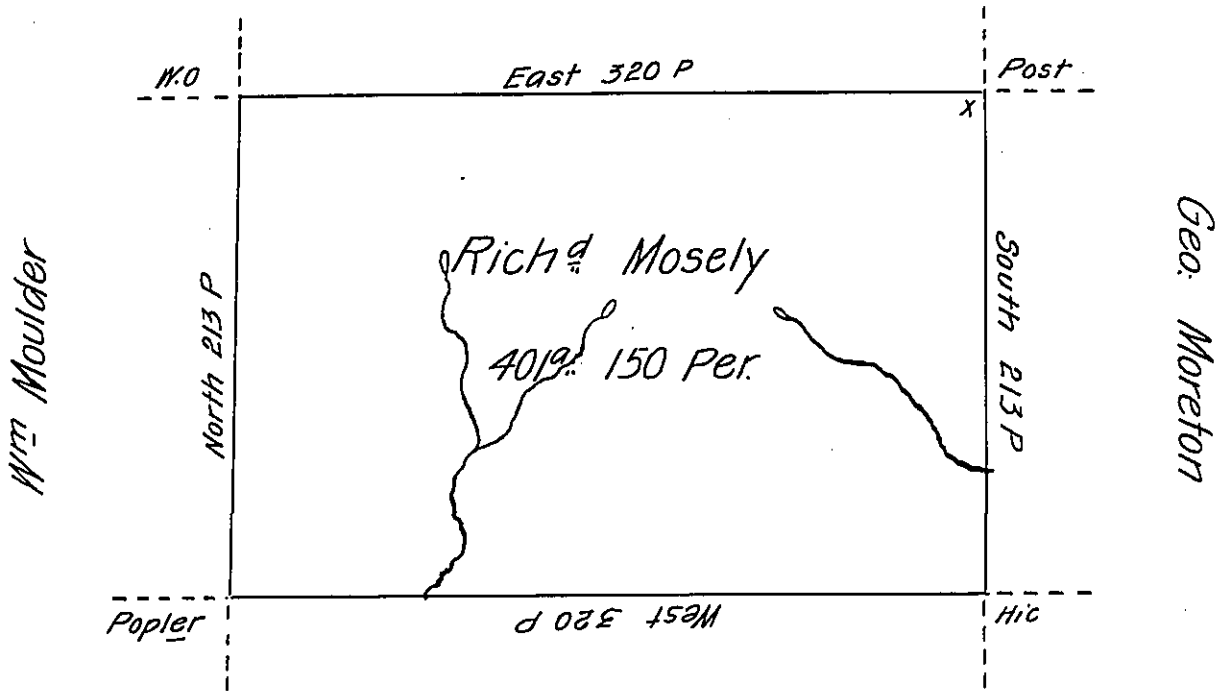 W.O
East 320 P
Post
X
Wm Moulder
North 213 P
Richd Mosely
401a. 150 Per.
South 213 P
Geo. Moreton
Popler
West 320 P
Hic